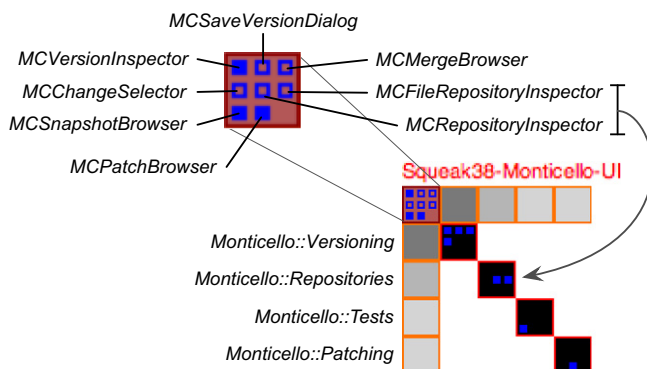 MCSaveVersionDialog
MCVersionInspector
MCMergeBrowser
MCChangeSelector
MCFileRepositoryInspector
MCSnapshotBrowser
MCRepositoryInspector
MCPatchBrowser
Squeak38-Monticello-UI
Monticello::Versioning
Monticello::Repositories
Monticello::Tests
Monticello::Patching